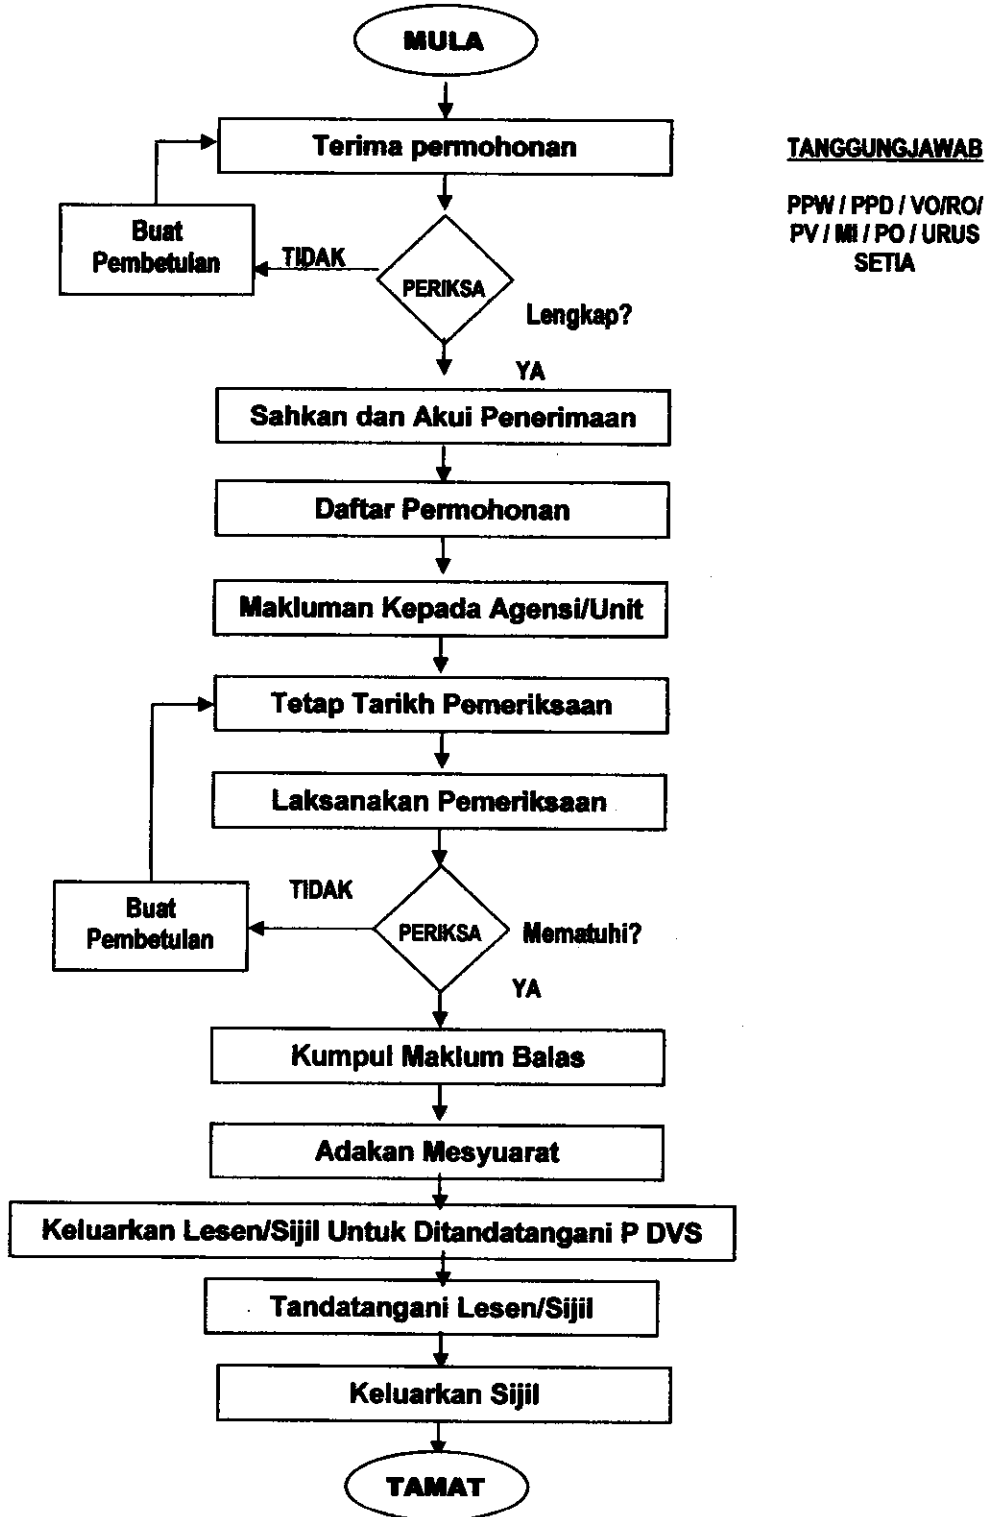 MULA
Terima permohonan
TANGGUNGJAWAB
PPW / PPD / VO/RO/
PV / MI / PO / URUS
SETIA
Buat
Pembetulan
TIDAK
PERIKSA
Lengkap?
YA
Sahkan dan Akui Penerimaan
Daftar Permohonan
Makluman Kepada Agensi/Unit
Tetap Tarikh Pemeriksaan
Laksanakan Pemeriksaan
TIDAK
Buat
Pembetulan
PERIKSA
Mematuhi?
YA
Kumpul Maklum Balas
Adakan Mesyuarat
Keluarkan Lesen/Sijil Untuk Ditandatangani P DVS
Tandatangani Lesen/Sijil
Keluarkan Sijil
TAMAT